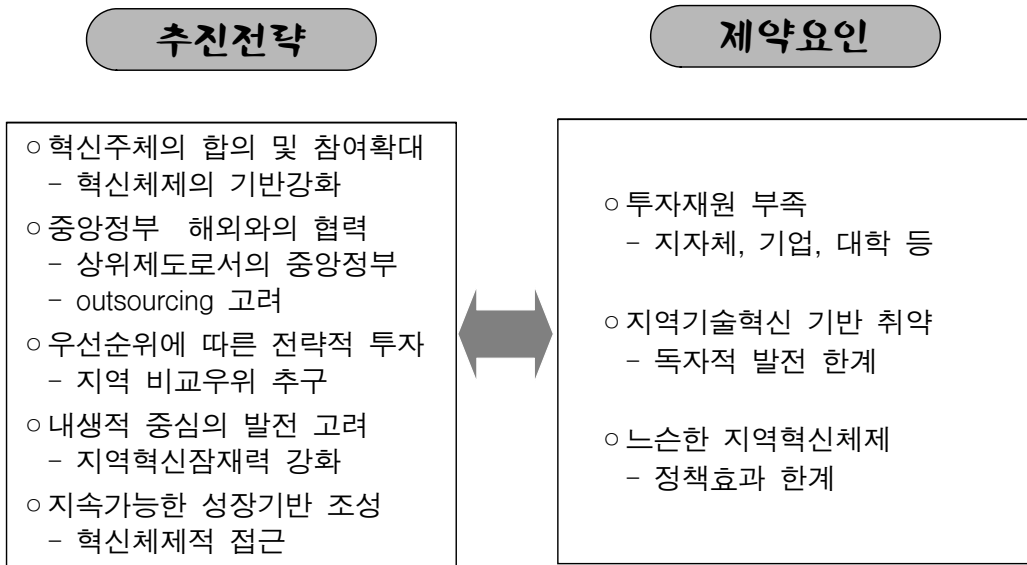 추진전략
○ 혁신주체의 합의 및 참여확대
- 혁신체제의 기반강화
○ 중앙정부 해외와의 협력
- 상위제도로서의 중앙정부
- outsourcing 고려
○ 우선순위에 따른 전략적 투자
- 지역 비교우위 추구
○ 내생적 중심의 발전 고려
- 지역혁신잠재력 강화
○ 지속가능한 성장기반 조성
- 혁신체제적 접근
제약요인
○ 투자재원 부족
- 지자체, 기업, 대학 등
○ 지역기술혁신 기반 취약
- 독자적 발전 한계
○ 느슨한 지역혁신체제
- 정책효과 한계